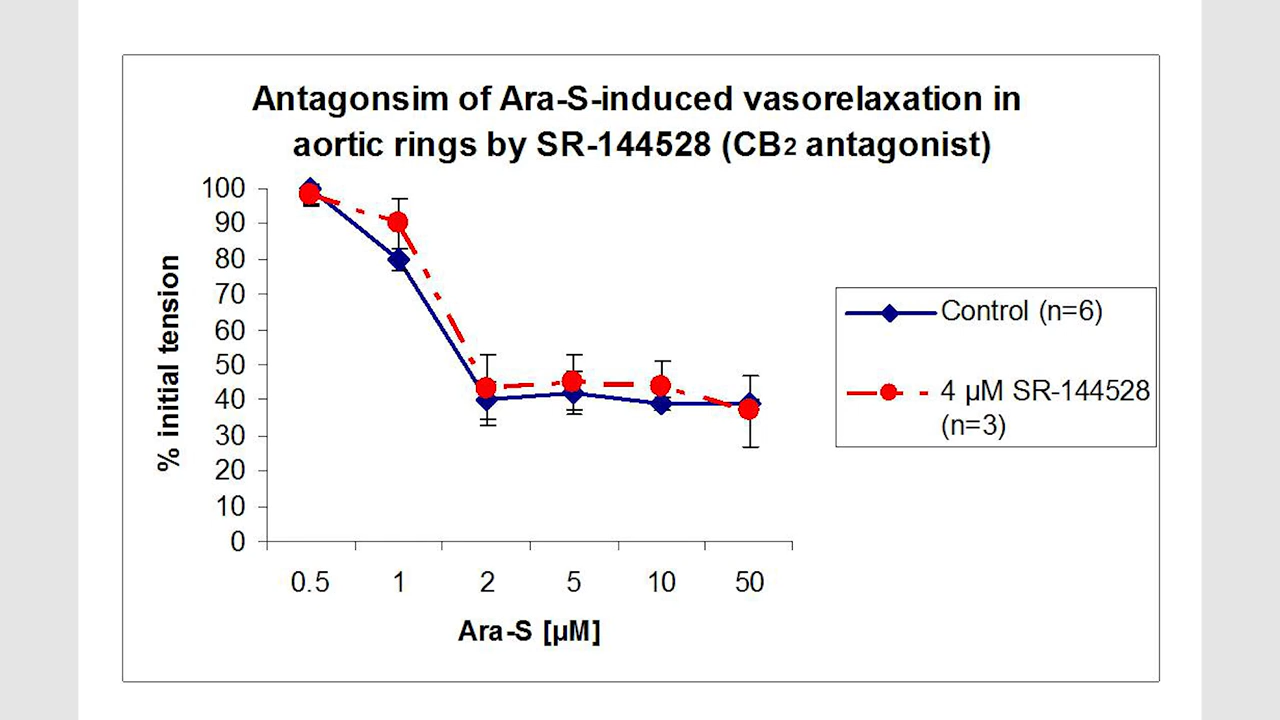 Antagonsim of Ara-S-induced vasorelaxation in
aortic rings by SR-144528 (CB2 antagonist)
100
90
80
70
60
50
40
30
20
10
0
% initial tension
0.5 1 2 5 10 50
Ara-S [µM]
Control (n=6)
4 µM SR-144528
(n=3)